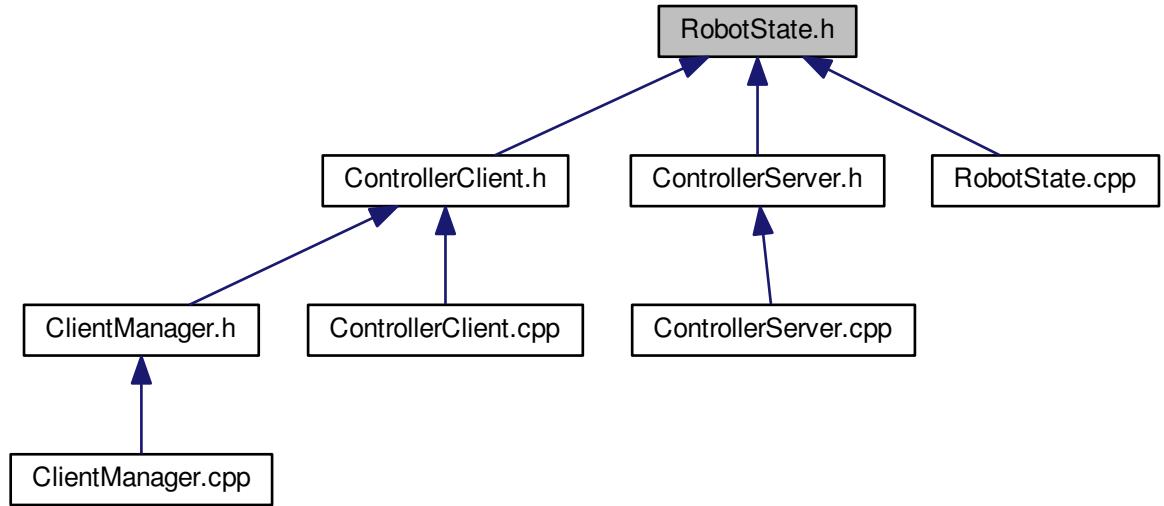 RobotState.h
ControllerClient.h
ControllerServer.h
RobotState.cpp
ClientManager.h
ControllerClient.cpp
ControllerServer.cpp
ClientManager.cpp